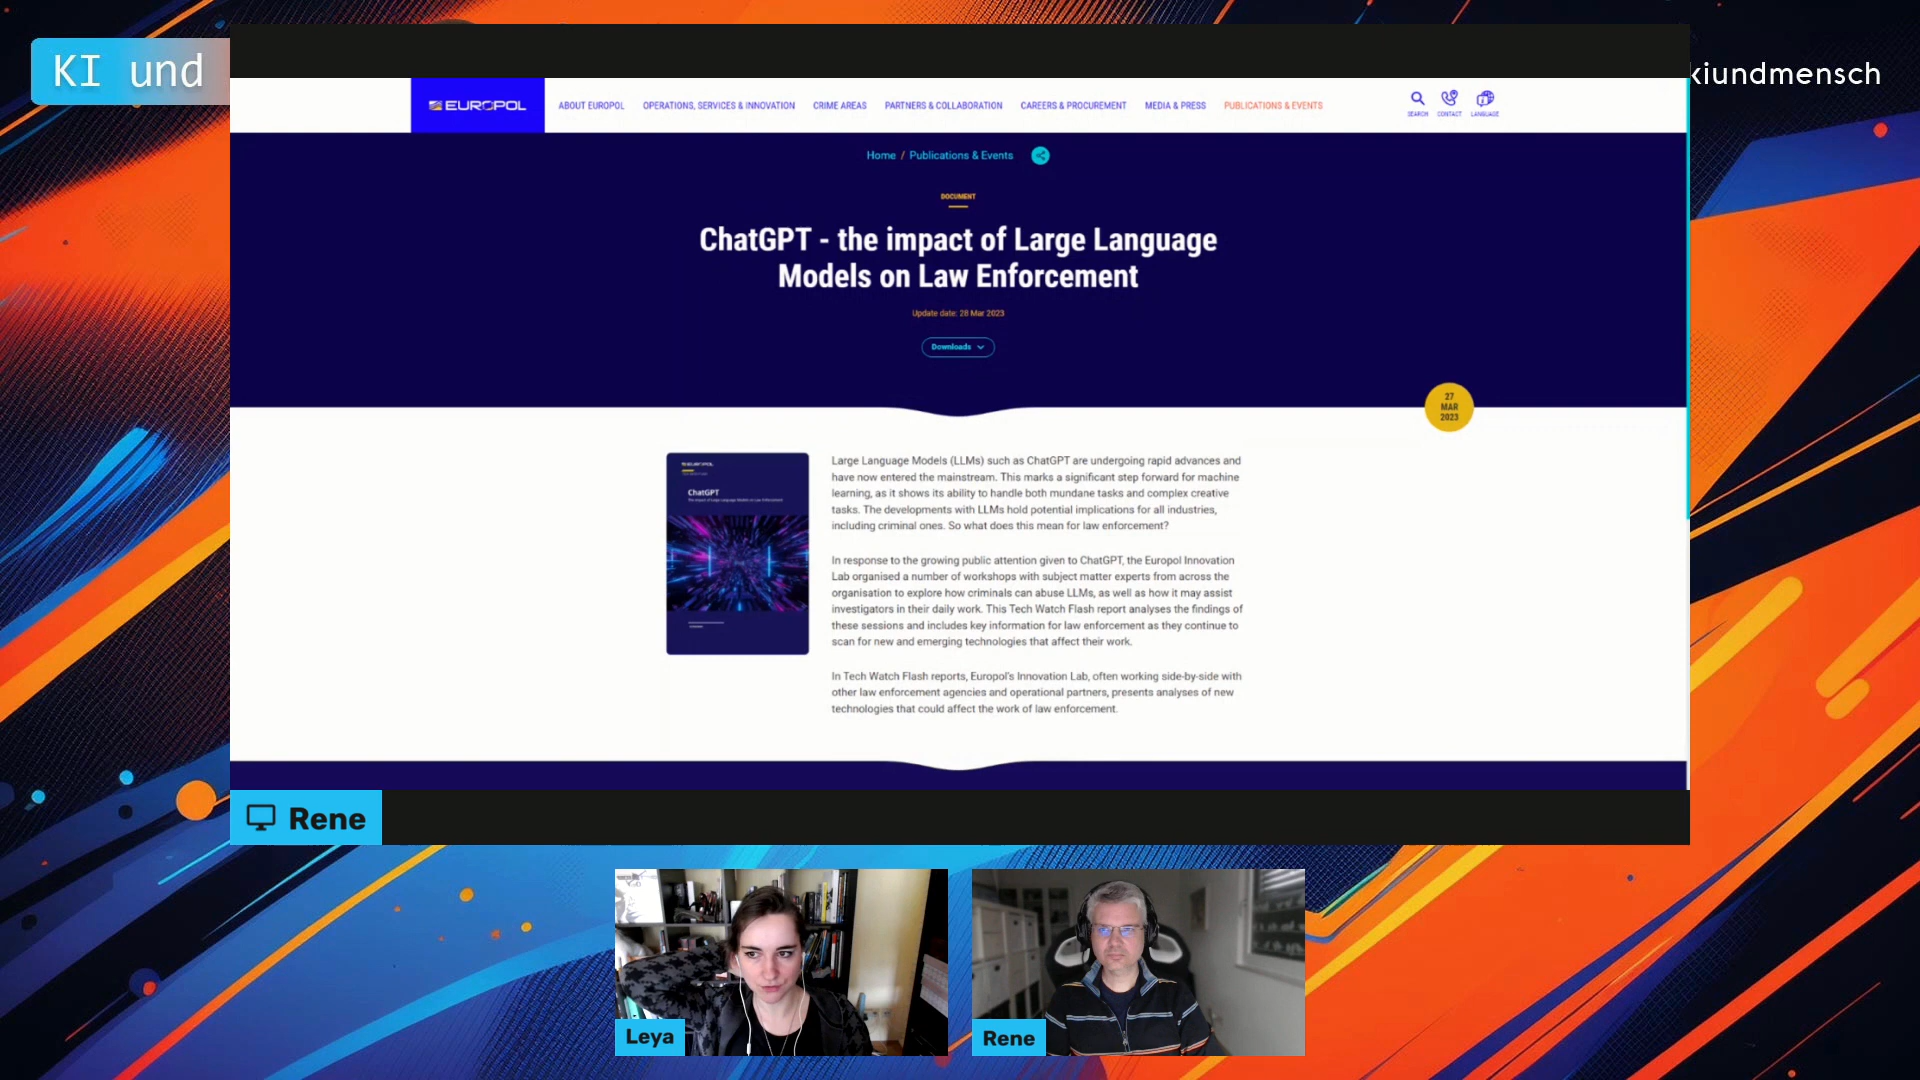 KI und
kiundmensch
EUROPOL
ABOUT EUROPOL
OPERATIONS, SERVICES & INNOVATION
CRIME AREAS
PARTNERS & COLLABORATION
CAREERS & PROCUREMENT
MEDIA & PRESS
PUBLICATIONS & EVENTS
SEARCH
CONTACT
LANGUAGE
Home / Publications & Events
DOCUMENT
ChatGPT - the impact of Large Language
Models on Law Enforcement
Update date: 28 Mar 2023
Downloads
27
MAR
2023
EUROPOL
ChatGPT
The impact of Large Language Models on Law Enforcement
Large Language Models (LLMs) such as ChatGPT are undergoing rapid advances and
have now entered the mainstream. This marks a significant step forward for machine
learning, as it shows its ability to handle both mundane tasks and complex creative
tasks. The developments with LLMs hold potential implications for all industries,
including criminal ones. So what does this mean for law enforcement?
In response to the growing public attention given to ChatGPT, the Europol Innovation
Lab organised a number of workshops with subject matter experts from across the
organisation to explore how criminals can abuse LLMs, as well as how it may assist
investigators in their daily work. This Tech Watch Flash report analyses the findings of
these sessions and includes key information for law enforcement as they continue to
scan for new and emerging technologies that affect their work.
In Tech Watch Flash reports, Europol's Innovation Lab, often working side-by-side with
other law enforcement agencies and operational partners, presents analyses of new
technologies that could affect the work of law enforcement.
Rene
Leya
Rene